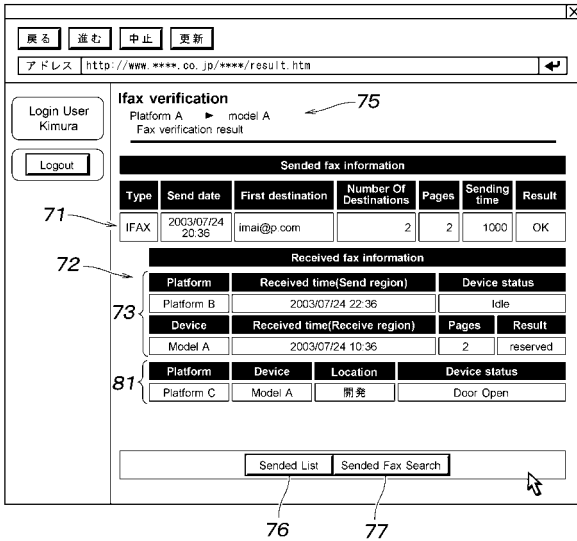 X
戻る 進む 中止 更新
アドレス http://www.****.co.jp/****/result.htm
Login User
Kimura
Logout
Ifax verification
Platform A ► model A
Fax verification result
75
Sended fax information
Type Send date First destination Number Of Destinations Pages Sending time Result
71
IFAX 2003/07/24 20:36 imai@p.com 2 2 1000 OK
Received fax information
72
Platform Received time(Send region) Device status
Platform B 2003/07/24 22:36 Idle
73
Device Received time(Receive region) Pages Result
Model A 2003/07/24 10:36 2 reserved
Platform Device Location Device status
81
Platform C Model A 開発 Door Open
Sended List Sended Fax Search
76 77